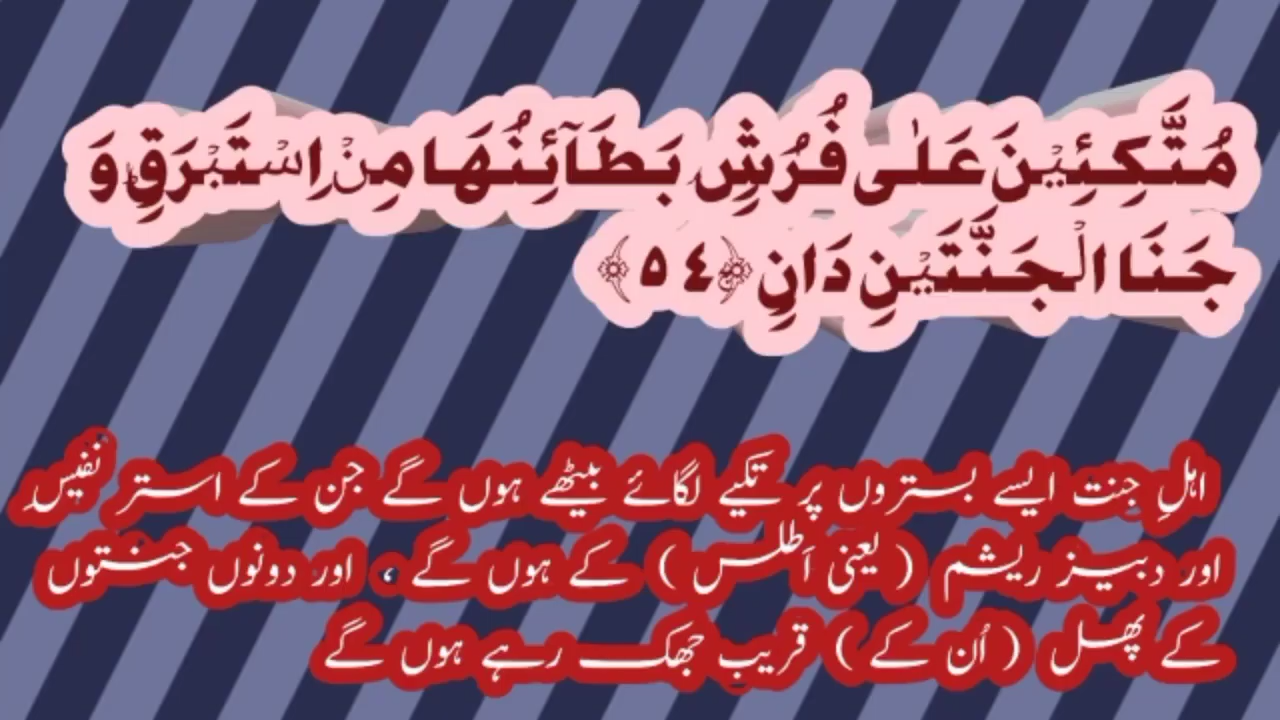 مُتَّكِئِیۡنَ عَلٰی فُرُشٍۭ بَطَآئِنُهَا مِنۡ اِسۡتَبۡرَقٍ ؕ وَ
جَنَا الۡجَنَّتَیۡنِ دَانٍ ﴿ۚ۵۴﴾
اہلِ جنت ایسے بستروں پر تکیے لگائے بیٹھے ہوں گے جن کے استر نفیس
اور دبیز ریشم ( یعنی اَطلس ) کے ہوں گے ، اور دونوں جنتوں
کے پھل ( اُن کے ) قریب جھک رہے ہوں گے